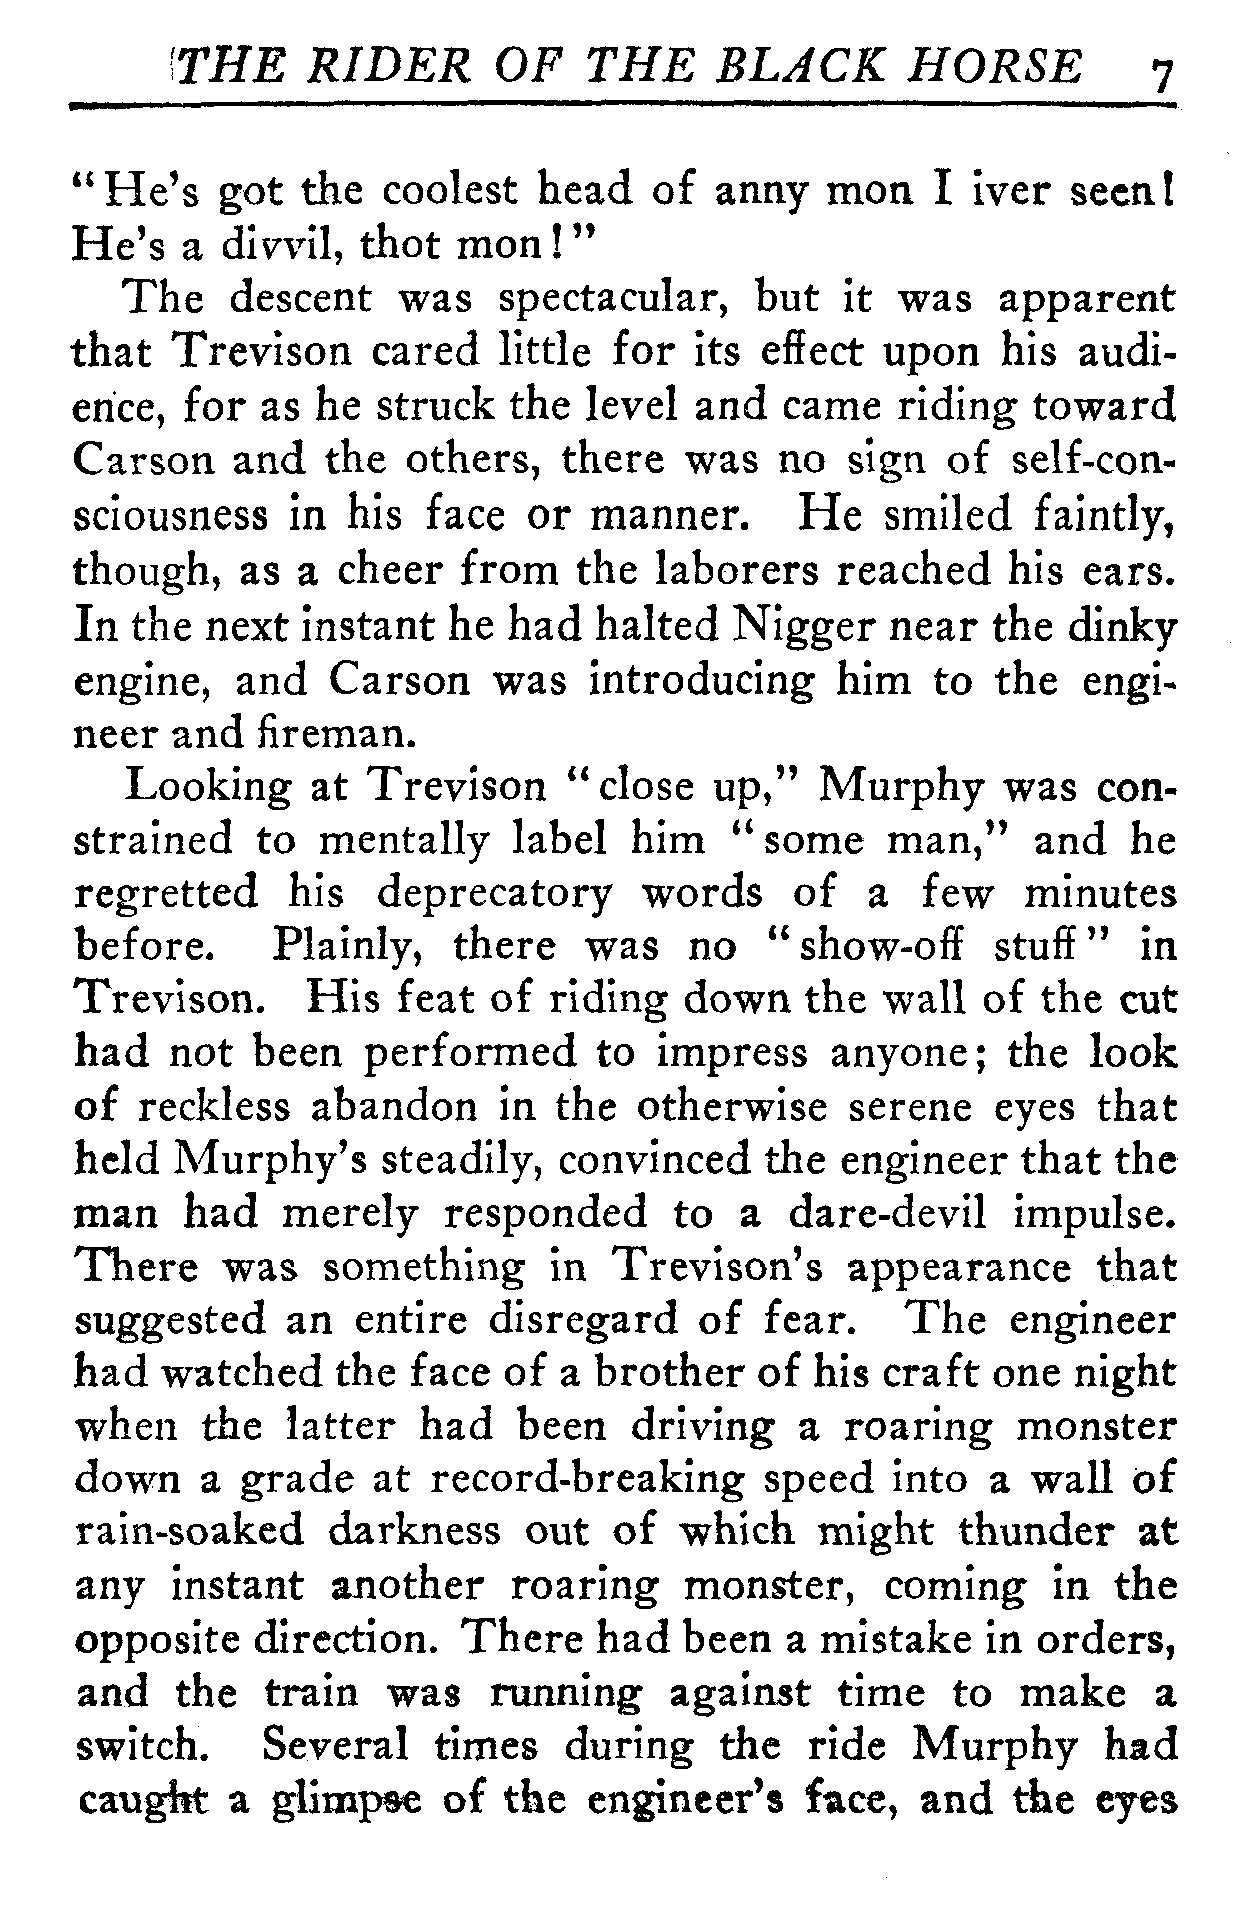 THE RIDER OF THE BLACK HORSE 7
"He's got the coolest head of anny mon I iver seen!
He's a divvil, thot mon!"
The descent was spectacular, but it was apparent
that Trevison cared little for its effect upon his audi-
ence, for as he struck the level and came riding toward
Carson and the others, there was no sign of self-con-
sciousness in his face or manner. He smiled faintly,
though, as a cheer from the laborers reached his ears.
In the next instant he had halted Nigger near the dinky
engine, and Carson was introducing him to the engi-
neer and fireman.
Looking at Trevison "close up," Murphy was con-
strained to mentally label him "some man," and he
regretted his deprecatory words of a few minutes
before. Plainly, there was no "show-off stuff" in
Trevison. His feat of riding down the wall of the cut
had not been performed to impress anyone; the look
of reckless abandon in the otherwise serene eyes that
held Murphy's steadily, convinced the engineer that the
man had merely responded to a dare-devil impulse.
There was something in Trevison's appearance that
suggested an entire disregard of fear. The engineer
had watched the face of a brother of his craft one night
when the latter had been driving a roaring monster
down a grade at record-breaking speed into a wall of
rain-soaked darkness out of which might thunder at
any instant another roaring monster, coming in the
opposite direction. There had been a mistake in orders,
and the train was running against time to make a
switch. Several times during the ride Murphy had
caught a glimpse of the engineer's face, and the eyes